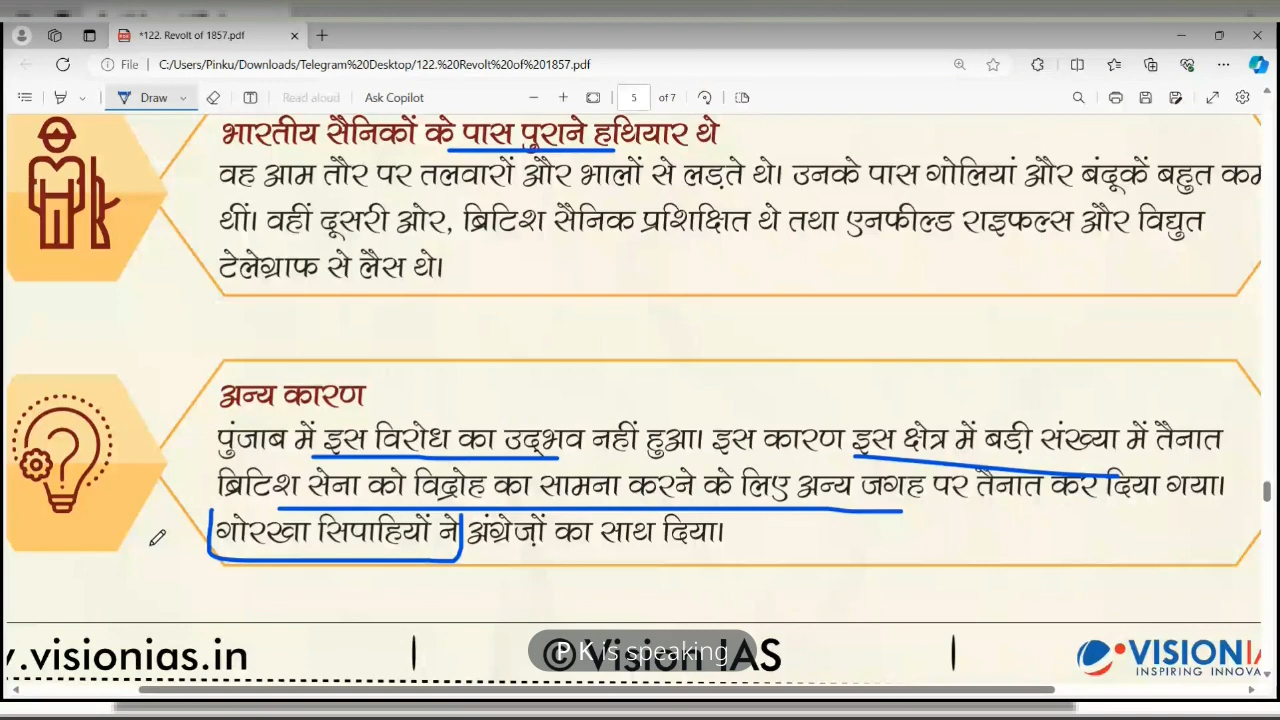 *122. Revolt of 1857.pdf
File C:/Users/Pinku/Downloads/Telegram%20Desktop/122.%20Revolt%20of%201857.pdf
Draw Read aloud Ask Copilot 5 of 7
भारतीय सैनिकों के पास पुराने हथियार थे
वह आम तौर पर तलवारों और भालों से लड़ते थे। उनके पास गोलियां और बंदूकें बहुत कम
थीं। वहीं दूसरी ओर, ब्रिटिश सैनिक प्रशिक्षित थे तथा एनफील्ड राइफल्स और विद्युत
टेलेग्राफ से लैस थे।
अन्य कारण
पुंजाब में इस विरोध का उद्भव नहीं हुआ। इस कारण इस क्षेत्र में बड़ी संख्या में तैनात
ब्रिटिश सेना को विद्रोह का सामना करने के लिए अन्य जगह पर तैनात कर दिया गया।
गोरखा सिपाहियों ने अंग्रेज़ों का साथ दिया।
y.visionias.in | ©Vision IAS | VISIONIA
INSPIRING INNOVA
P K is speaking